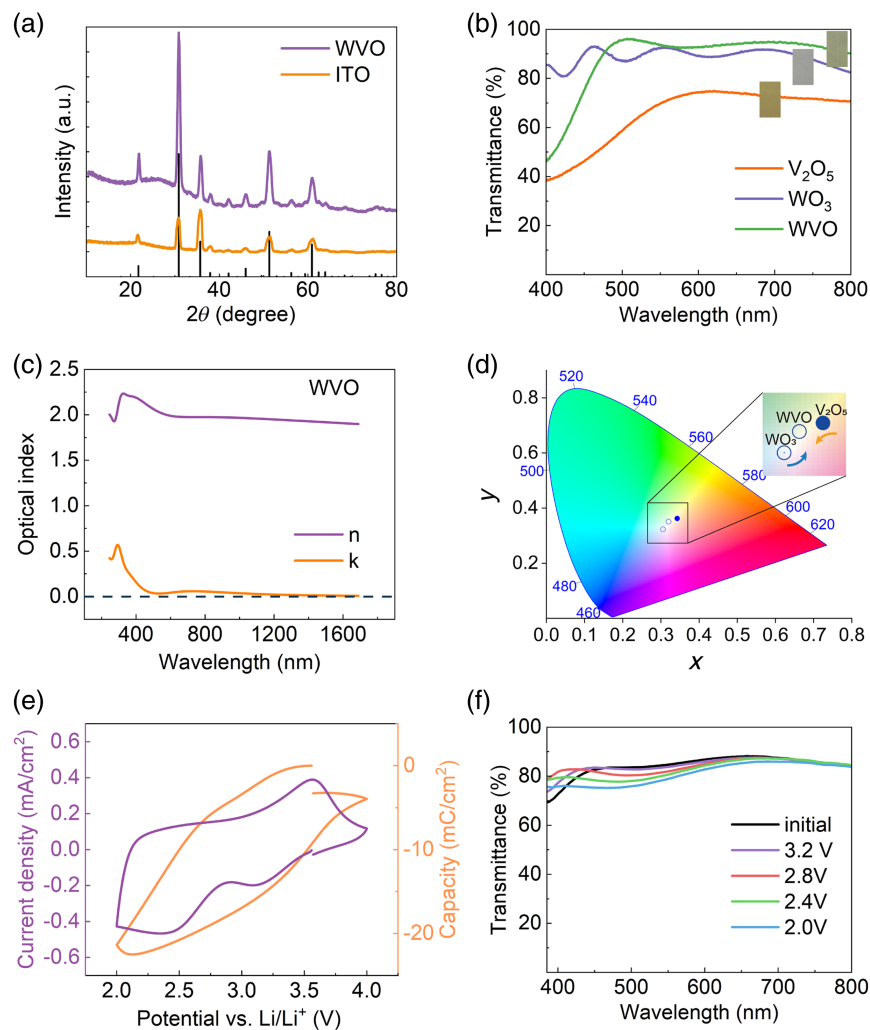 (a)
WVO
ITO
Intensity (a.u.)
20
40
60
80
2θ (degree)
(b)
100
80
60
40
20
Transmittance (%)
V₂O₅
WO₃
WVO
400
500
600
700
800
Wavelength (nm)
(c)
WVO
2.5
2.0
1.5
1.0
0.5
0.0
Optical index
n
k
400
800
1200
1600
Wavelength (nm)
(d)
0.8
0.6
0.4
0.2
y
520
540
560
580
600
620
500
480
460
WVO
V₂O₅
WO₃
0.0
0.1
0.2
0.3
0.4
0.5
0.6
0.7
0.8
x
(e)
0.6
0.4
0.2
0.0
-0.2
-0.4
-0.6
Current density (mA/cm²)
0
-10
-20
Capacity (mC/cm²)
2.0
2.5
3.0
3.5
4.0
Potential vs. Li/Li⁺ (V)
(f)
100
80
60
40
20
Transmittance (%)
initial
3.2 V
2.8V
2.4V
2.0V
400
500
600
700
800
Wavelength (nm)